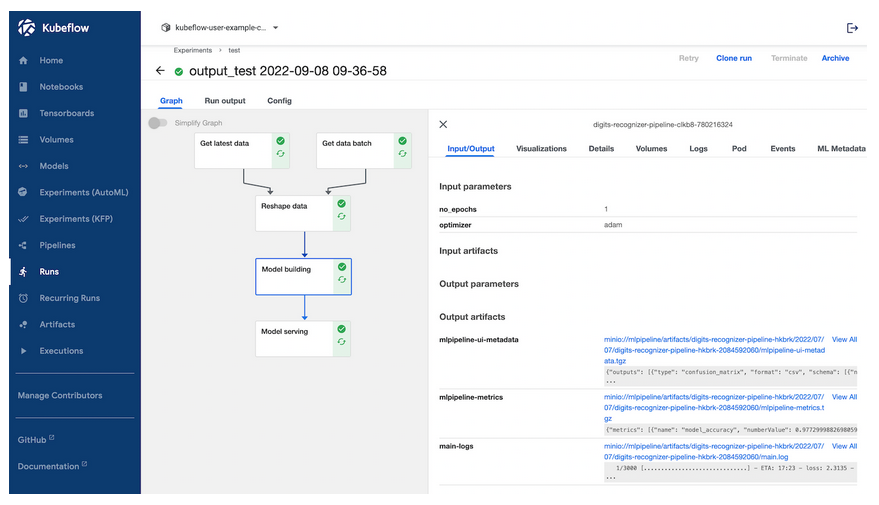 Kubeflow
Home
Notebooks
Tensorboards
Volumes
Models
Experiments (AutoML)
Experiments (KFP)
Pipelines
Runs
Recurring Runs
Artifacts
Executions
Manage Contributors
GitHub
Documentation
kubeflow-user-example-c...
Experiments > test
output_test 2022-09-08 09-36-58
Retry Clone run Terminate Archive
Graph Run output Config
Simplify Graph
Get latest data
Get data batch
Reshape data
Model building
Model serving
digits-recognizer-pipeline-clkb8-780216324
Input/Output Visualizations Details Volumes Logs Pod Events ML Metadata
Input parameters
no_epochs 1
optimizer adam
Input artifacts
Output parameters
Output artifacts
mlpipeline-ui-metadata minio://mlpipeline/artifacts/digits-recognizer-pipeline-hkbrk/2022/07/ View All
07/digits-recognizer-pipeline-hkbrk-2084592060/mlpipeline-ui-metad
ata.tgz
{"outputs": [{"type": "confusion_matrix", "format": "csv", "schema": [{"n
...
mlpipeline-metrics minio://mlpipeline/artifacts/digits-recognizer-pipeline-hkbrk/2022/07/ View All
07/digits-recognizer-pipeline-hkbrk-2084592060/mlpipeline-metrics.t
gz
{"metrics": [{"name": "model_accuracy", "numberValue": 0.9772999882698059
main-logs minio://mlpipeline/artifacts/digits-recognizer-pipeline-hkbrk/2022/07/ View All
07/digits-recognizer-pipeline-hkbrk-2084592060/main.log
1/3000 [..............................] - ETA: 17:23 - loss: 2.3135 -
...